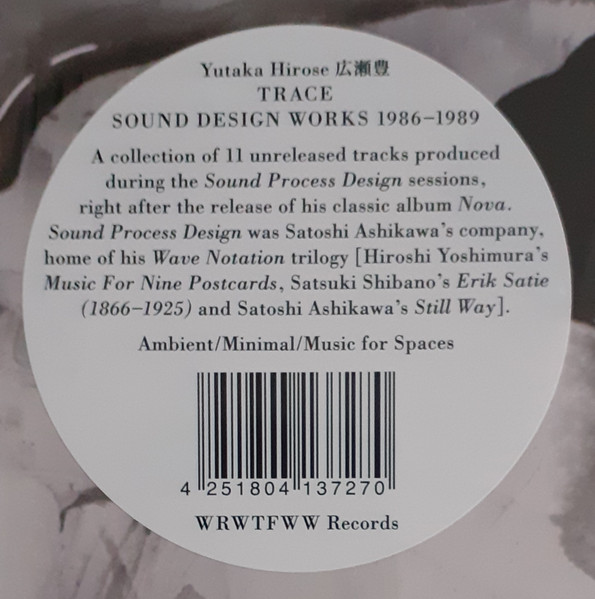 Yutaka Hirose 広瀬豊
TRACE
SOUND DESIGN WORKS 1986–1989
A collection of 11 unreleased tracks produced
during the Sound Process Design sessions,
right after the release of his classic album Nova.
Sound Process Design was Satoshi Ashikawa's company,
home of his Wave Notation trilogy [Hiroshi Yoshimura's
Music For Nine Postcards, Satsuki Shibano's Erik Satie
(1866–1925) and Satoshi Ashikawa's Still Way].
Ambient/Minimal/Music for Spaces
4 251804 137270
WRWTFWW Records